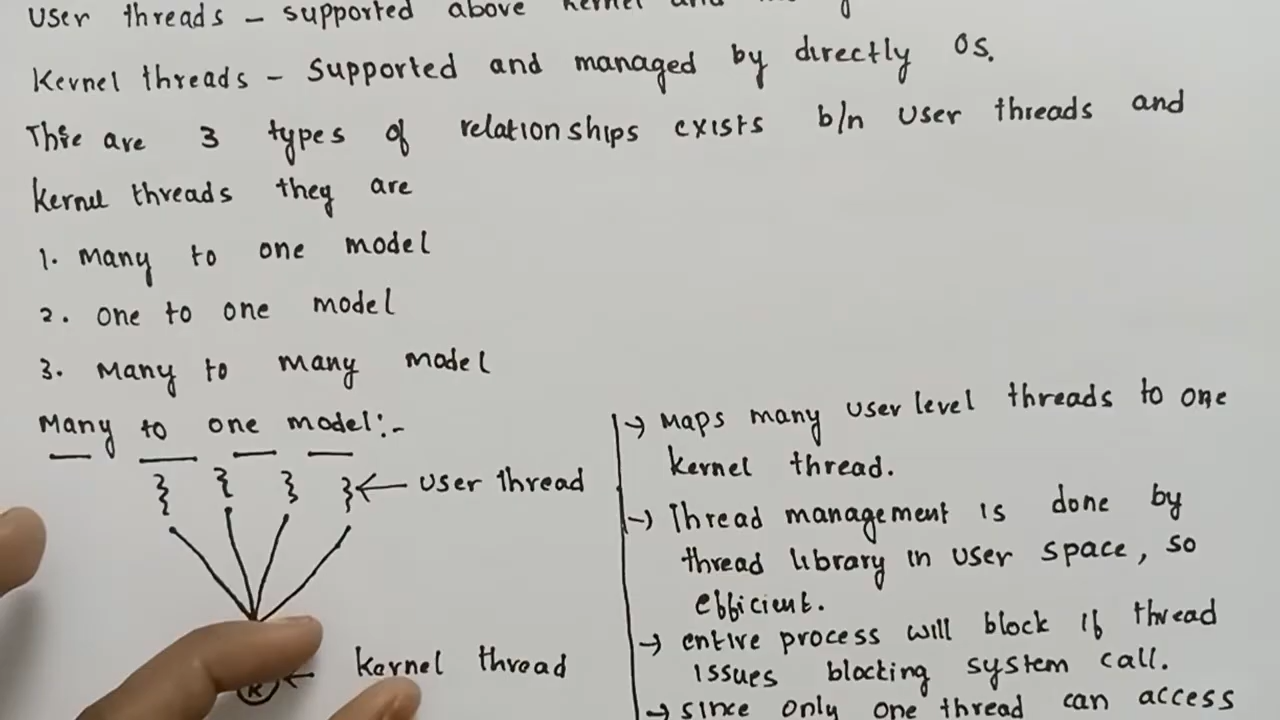 User threads - supported above kernel and
Kernel threads - supported and managed by directly OS.
There are 3 types of relationships exists b/n user threads and
kernel threads they are
1. Many to one model
2. one to one model
3. Many to many model
Many to one model:-
← user thread
kernel thread
K
→ Maps many user level threads to one
kernel thread.
→ Thread management is done by
thread library in user space, so
efficient.
→ entire process will block if thread
issues blocking system call.
→ since only one thread can access